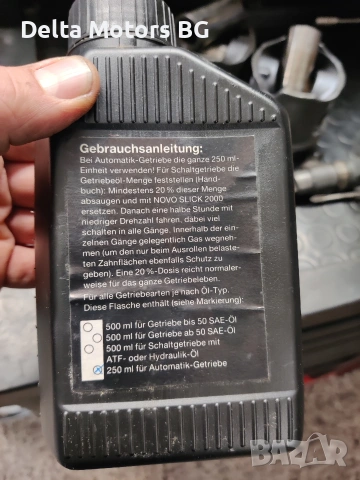 Delta Motors BG
Gebrauchsanleitung:
Bei Automatik-Getriebe die ganze 250 ml-
Einheit verwenden! Für Schaltgetriebe die
Getriebeöl-Menge feststellen (Hand-
buch): Mindestens 20 % dieser Menge
absaugen und mit NOVO SLICK 2000
ersetzen. Danach eine halbe Stunde mit
niedriger Drehzahl fahren, dabei viel
schalten in alle Gänge. Innerhalb der ein-
zelnen Gänge gelegentlich Gas wegneh-
men (um den nur beim Ausrollen belaste-
ten Zahnflächen ebenfalls Schutz zu
geben). Eine 20 %-Dosis reicht normaler-
weise für das ganze Getriebeleben.
Für alle Getriebearten je nach Öl-Typ.
Diese Flasche enthält (siehe Markierung):
500 ml für Getriebe bis 50 SAE-Öl
500 ml für Getriebe ab 50 SAE-Öl
500 ml für Schaltgetriebe mit
ATF- oder Hydraulik-Öl
250 ml für Automatik-Getriebe
BAZAR